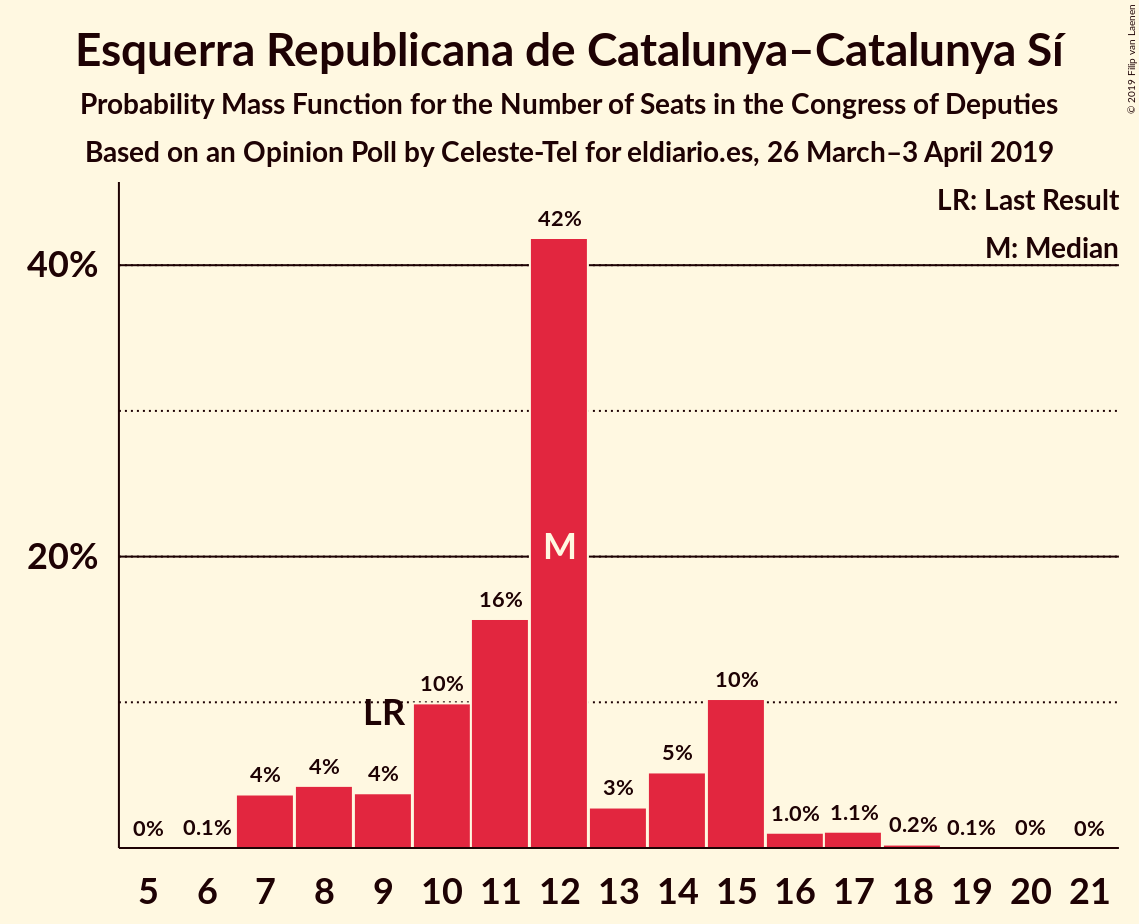 Esquerra Republicana de Catalunya–Catalunya Sí
Probability Mass Function for the Number of Seats in the Congress of Deputies
Based on an Opinion Poll by Celeste-Tel for eldiario.es, 26 March–3 April 2019
© 2019 Filip van Laenen
LR: Last Result
M: Median
40%
20%
42%
M
16%
10%
LR
10%
0% 0.1% 4% 4% 4% 3% 5% 1.0% 1.1% 0.2% 0.1% 0% 0%
5 6 7 8 9 10 11 12 13 14 15 16 17 18 19 20 21